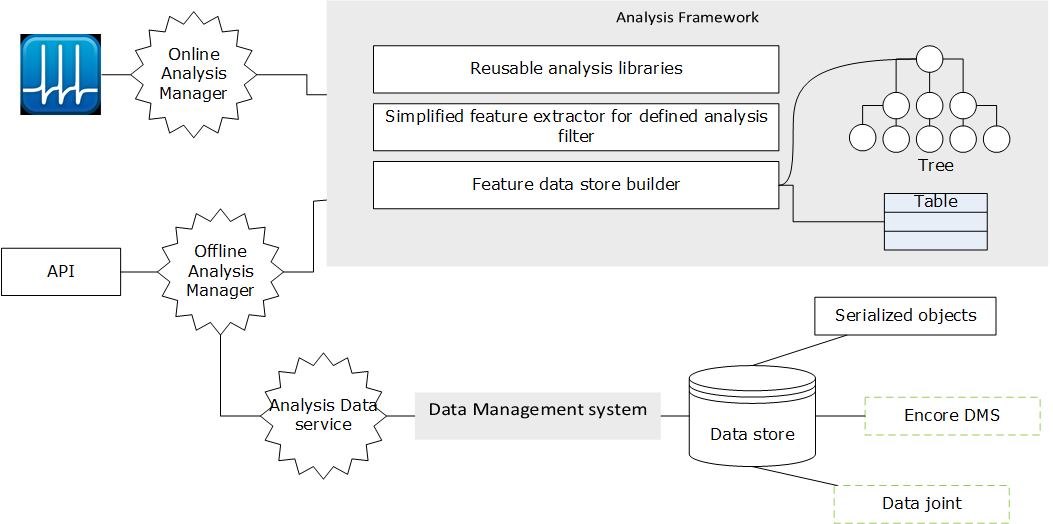 Analysis Framework
Online
Analysis
Manager
Reusable analysis libraries
Simplified feature extractor for defined analysis
filter
Feature data store builder
Tree
Table
API
Offline
Analysis
Manager
Serialized objects
Analysis Data
service
Data Management system
Data store
Encore DMS
Data joint